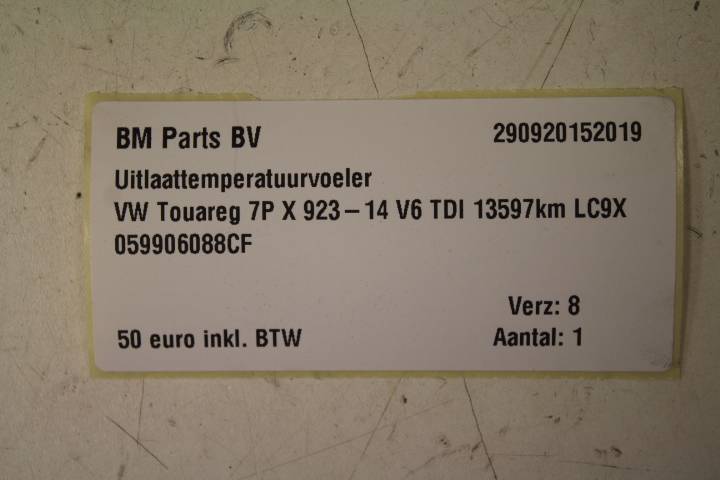 BM Parts BV 290920152019
Uitlaattemperatuurvoeler
VW Touareg 7P X 923-14 V6 TDI 13597km LC9X
059906088CF
Verz: 8
50 euro inkl. BTW Aantal: 1